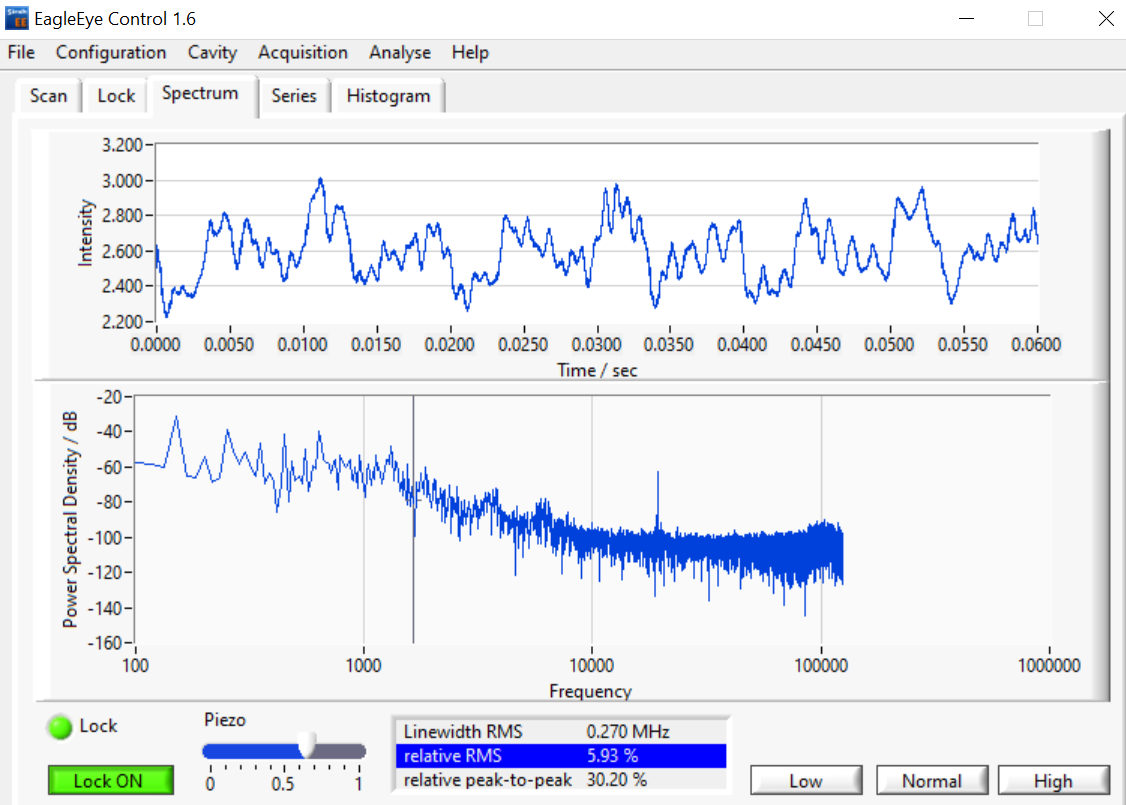 EagleEye Control 1.6
File Configuration Cavity Acquisition Analyse Help
Scan Lock Spectrum Series Histogram
3.200
3.000
2.800
2.600
2.400
2.200
Intensity
0.0000 0.0050 0.0100 0.0150 0.0200 0.0250 0.0300 0.0350 0.0400 0.0450 0.0500 0.0550 0.0600
Time / sec
-20
-40
-60
-80
-100
-120
-140
-160
Power Spectral Density / dB
100 1000 10000 100000 1000000
Frequency
Lock
Piezo
Linewidth RMS 0.270 MHz
relative RMS 5.93 %
relative peak-to-peak 30.20 %
Lock ON
0 0.5 1
Low Normal High